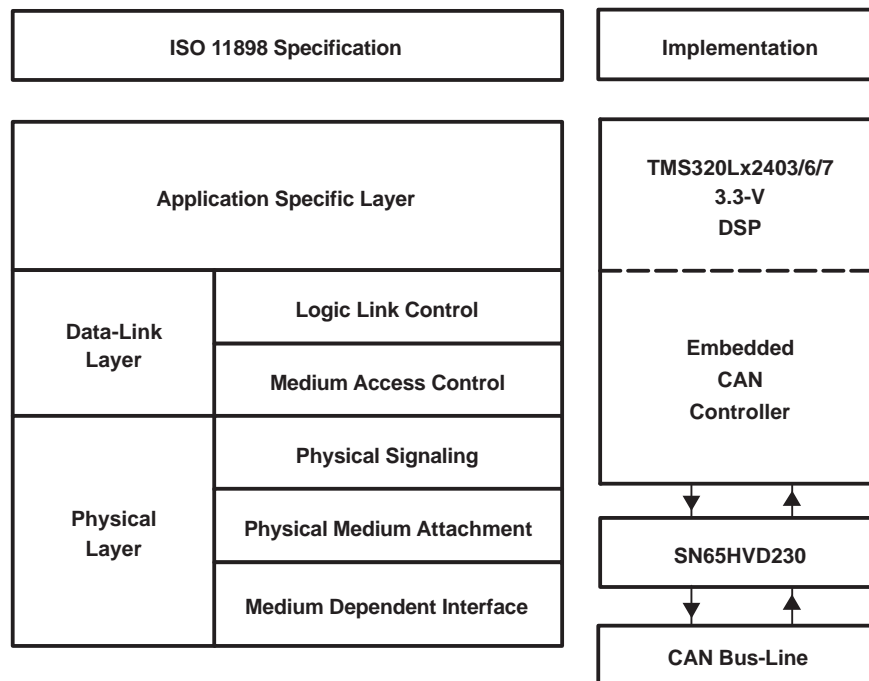 ISO 11898 Specification
Implementation
Application Specific Layer
TMS320Lx2403/6/7
3.3-V
DSP
Data-Link
Layer
Logic Link Control
Medium Access Control
Embedded
CAN
Controller
Physical
Layer
Physical Signaling
Physical Medium Attachment
Medium Dependent Interface
SN65HVD230
CAN Bus-Line